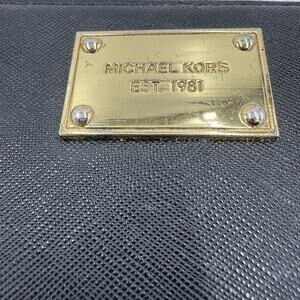 MICHAEL KORS
EST. 1981